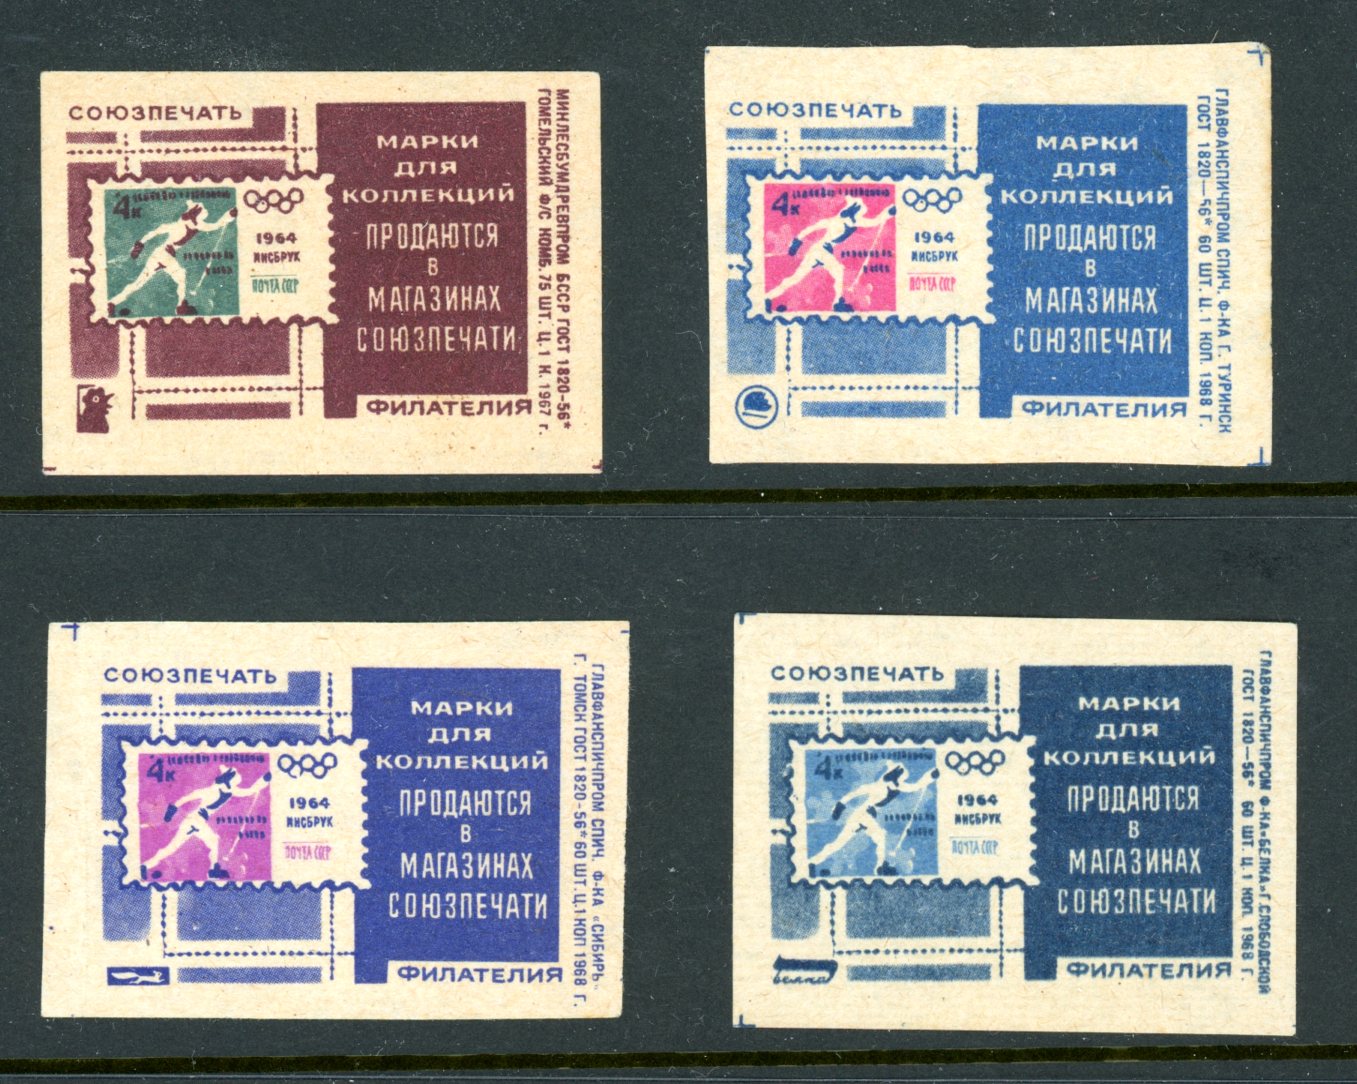 СОЮЗПЕЧАТЬ
4к
1964
ИНСБРУК
ПОЧТА СССР
МАРКИ
ДЛЯ
КОЛЛЕКЦИЙ
ПРОДАЮТСЯ
В
МАГАЗИНАХ
СОЮЗПЕЧАТИ
ФИЛАТЕЛИЯ
МИНЛЕСБУМДРЕВПРОМ БССР ГОСТ 1820-56*
ГОМЕЛЬСКИЙ Ф/С КОМБ. 75 ШТ. Ц. 1 К. 1967 г.
СОЮЗПЕЧАТЬ
4к
1964
ИНСБРУК
ПОЧТА СССР
МАРКИ
ДЛЯ
КОЛЛЕКЦИЙ
ПРОДАЮТСЯ
В
МАГАЗИНАХ
СОЮЗПЕЧАТИ
ФИЛАТЕЛИЯ
ГЛАВФАНСПИЧПРОМ СПИЧ. Ф-КА Г. ТУРИНСК
ГОСТ 1820—56* 60 ШТ. Ц. 1 КОП. 1968 Г.
СОЮЗПЕЧАТЬ
4к
1964
ИНСБРУК
ПОЧТА СССР
МАРКИ
ДЛЯ
КОЛЛЕКЦИЙ
ПРОДАЮТСЯ
В
МАГАЗИНАХ
СОЮЗПЕЧАТИ
ФИЛАТЕЛИЯ
ГЛАВФАНСПИЧПРОМ СПИЧ. Ф-КА «СИБИРЬ»
Г. ТОМСК ГОСТ 1820-56* 60 ШТ. Ц. 1 КОП 1968 Г.
СОЮЗПЕЧАТЬ
4к
1964
ИНСБРУК
ПОЧТА СССР
МАРКИ
ДЛЯ
КОЛЛЕКЦИЙ
ПРОДАЮТСЯ
В
МАГАЗИНАХ
СОЮЗПЕЧАТИ
белка
ФИЛАТЕЛИЯ
ГЛАВФАНСПИЧПРОМ Ф-КА «БЕЛКА» Г. СЛОБОДСКОЙ
ГОСТ 1820—56* 60 ШТ. Ц. 1 КОП. 1968 Г.